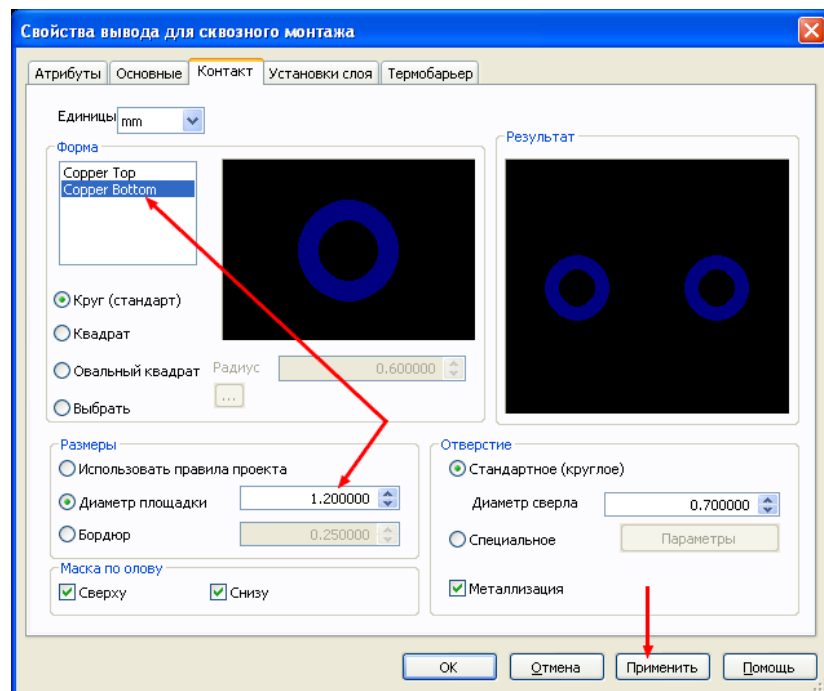 Свойства вывода для сквозного монтажа
Атрибуты Основные Контакт Установки слоя Термобарьер
Единицы mm
Форма
Copper Top
Copper Bottom
Круг (стандарт)
Квадрат
Овальный квадрат Радиус 0.600000
...
Выбрать
Результат
Размеры
Использовать правила проекта
Диаметр площадки 1.200000
Бордюр 0.250000
Отверстие
Стандартное (круглое)
Диаметр сверла 0.700000
Специальное Параметры
Металлизация
Маска по олову
Сверху Снизу
OK Отмена Применить Помощь